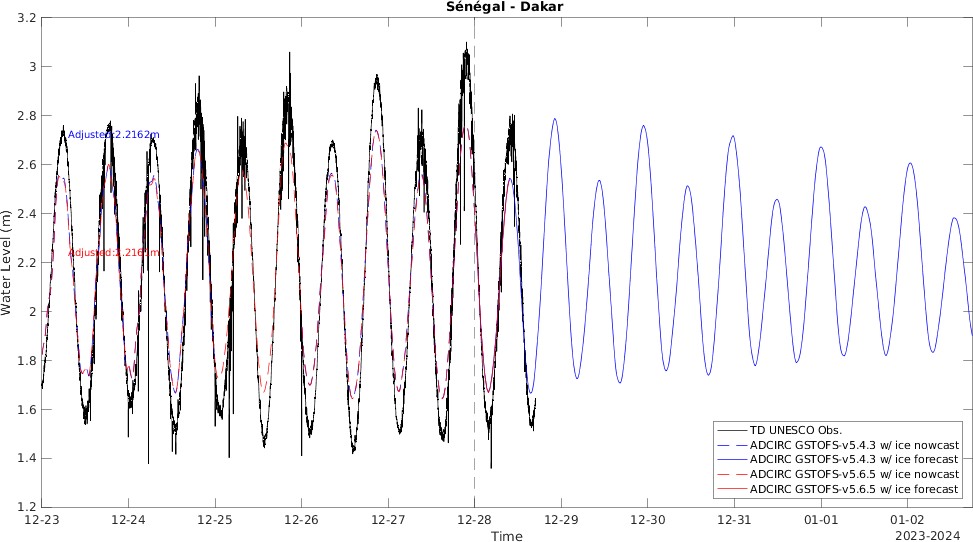 Sénégal - Dakar
3.2
3
2.8
2.6
2.4
2.2
2
1.8
1.6
1.4
1.2
Water Level (m)
Adjusted:2.2162m
TD UNESCO Obs.
ADCIRC GSTOFS-v5.4.3 w/ ice nowcast
ADCIRC GSTOFS-v5.4.3 w/ ice forecast
ADCIRC GSTOFS-v5.6.5 w/ ice nowcast
ADCIRC GSTOFS-v5.6.5 w/ ice forecast
12-23 12-24 12-25 12-26 12-27 12-28 12-29 12-30 12-31 01-01 01-02
Time
2023-2024